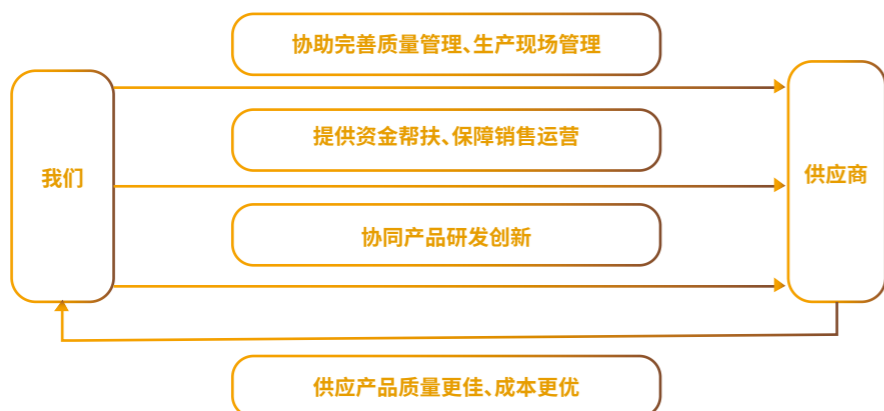 协助完善质量管理、生产现场管理
提供资金帮扶、保障销售运营
我们
供应商
协同产品研发创新
供应产品质量更佳、成本更优